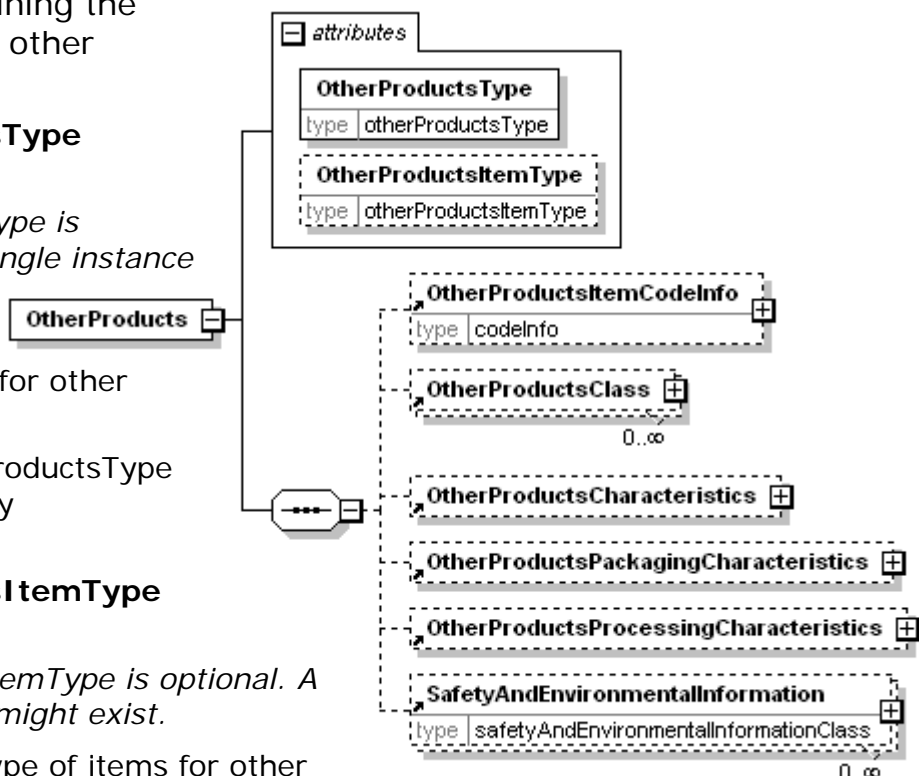 ning the
other
Type
ype is
ngle instance
for other
roductsType
y
ItemType
temType is optional. A
might exist.
ype of items for other
attributes
OtherProductsType
type otherProductsType
OtherProductsItemType
type otherProductsItemType
OtherProducts
OtherProductsItemCodeInfo
type codeInfo
OtherProductsClass
0..∞
OtherProductsCharacteristics
OtherProductsPackagingCharacteristics
OtherProductsProcessingCharacteristics
SafetyAndEnvironmentalInformation
type safetyAndEnvironmentalInformationClass
0..∞